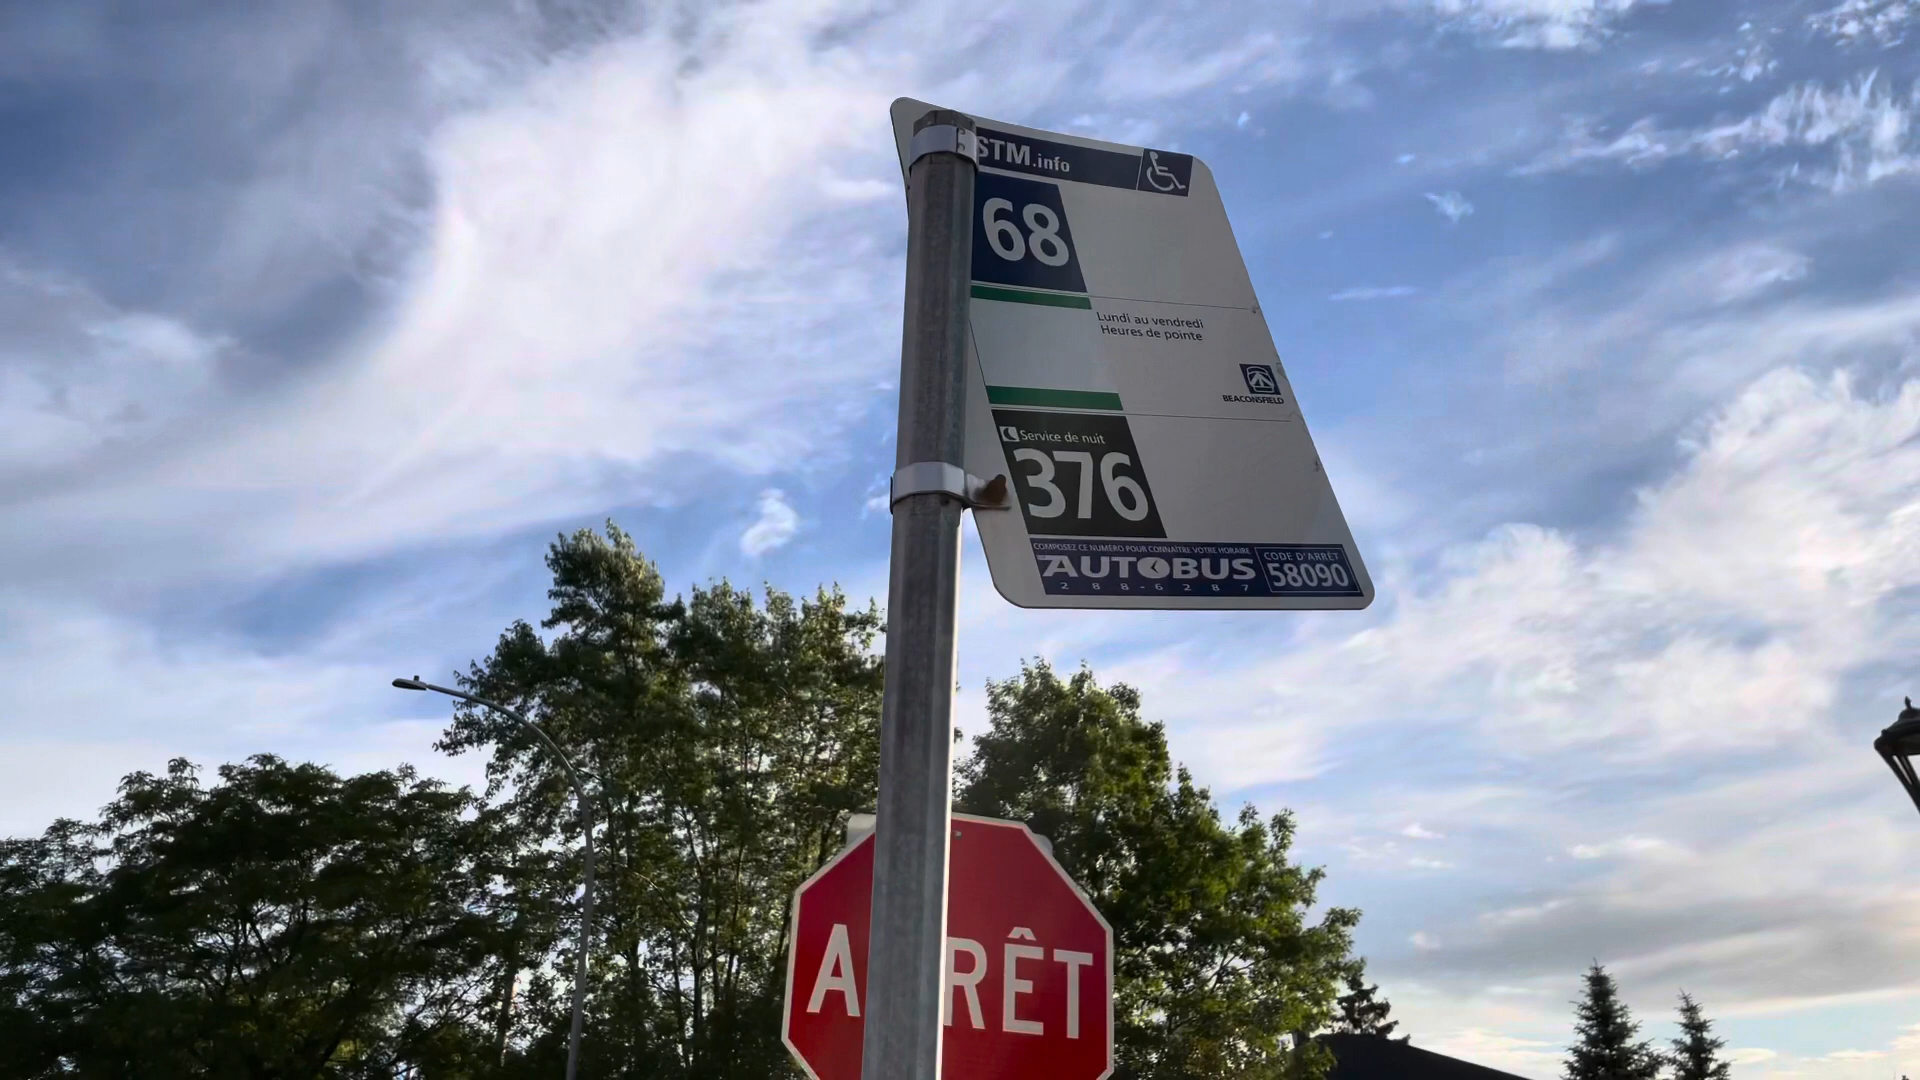 STM.info
68
Lundi au vendredi
Heures de pointe
BEACONSFIELD
Service de nuit
376
COMPOSEZ CE NUMÉRO POUR CONNAÎTRE VOTRE HORAIRE
AUTOBUS
288-6287
CODE D'ARRÊT
58090
ARRÊT